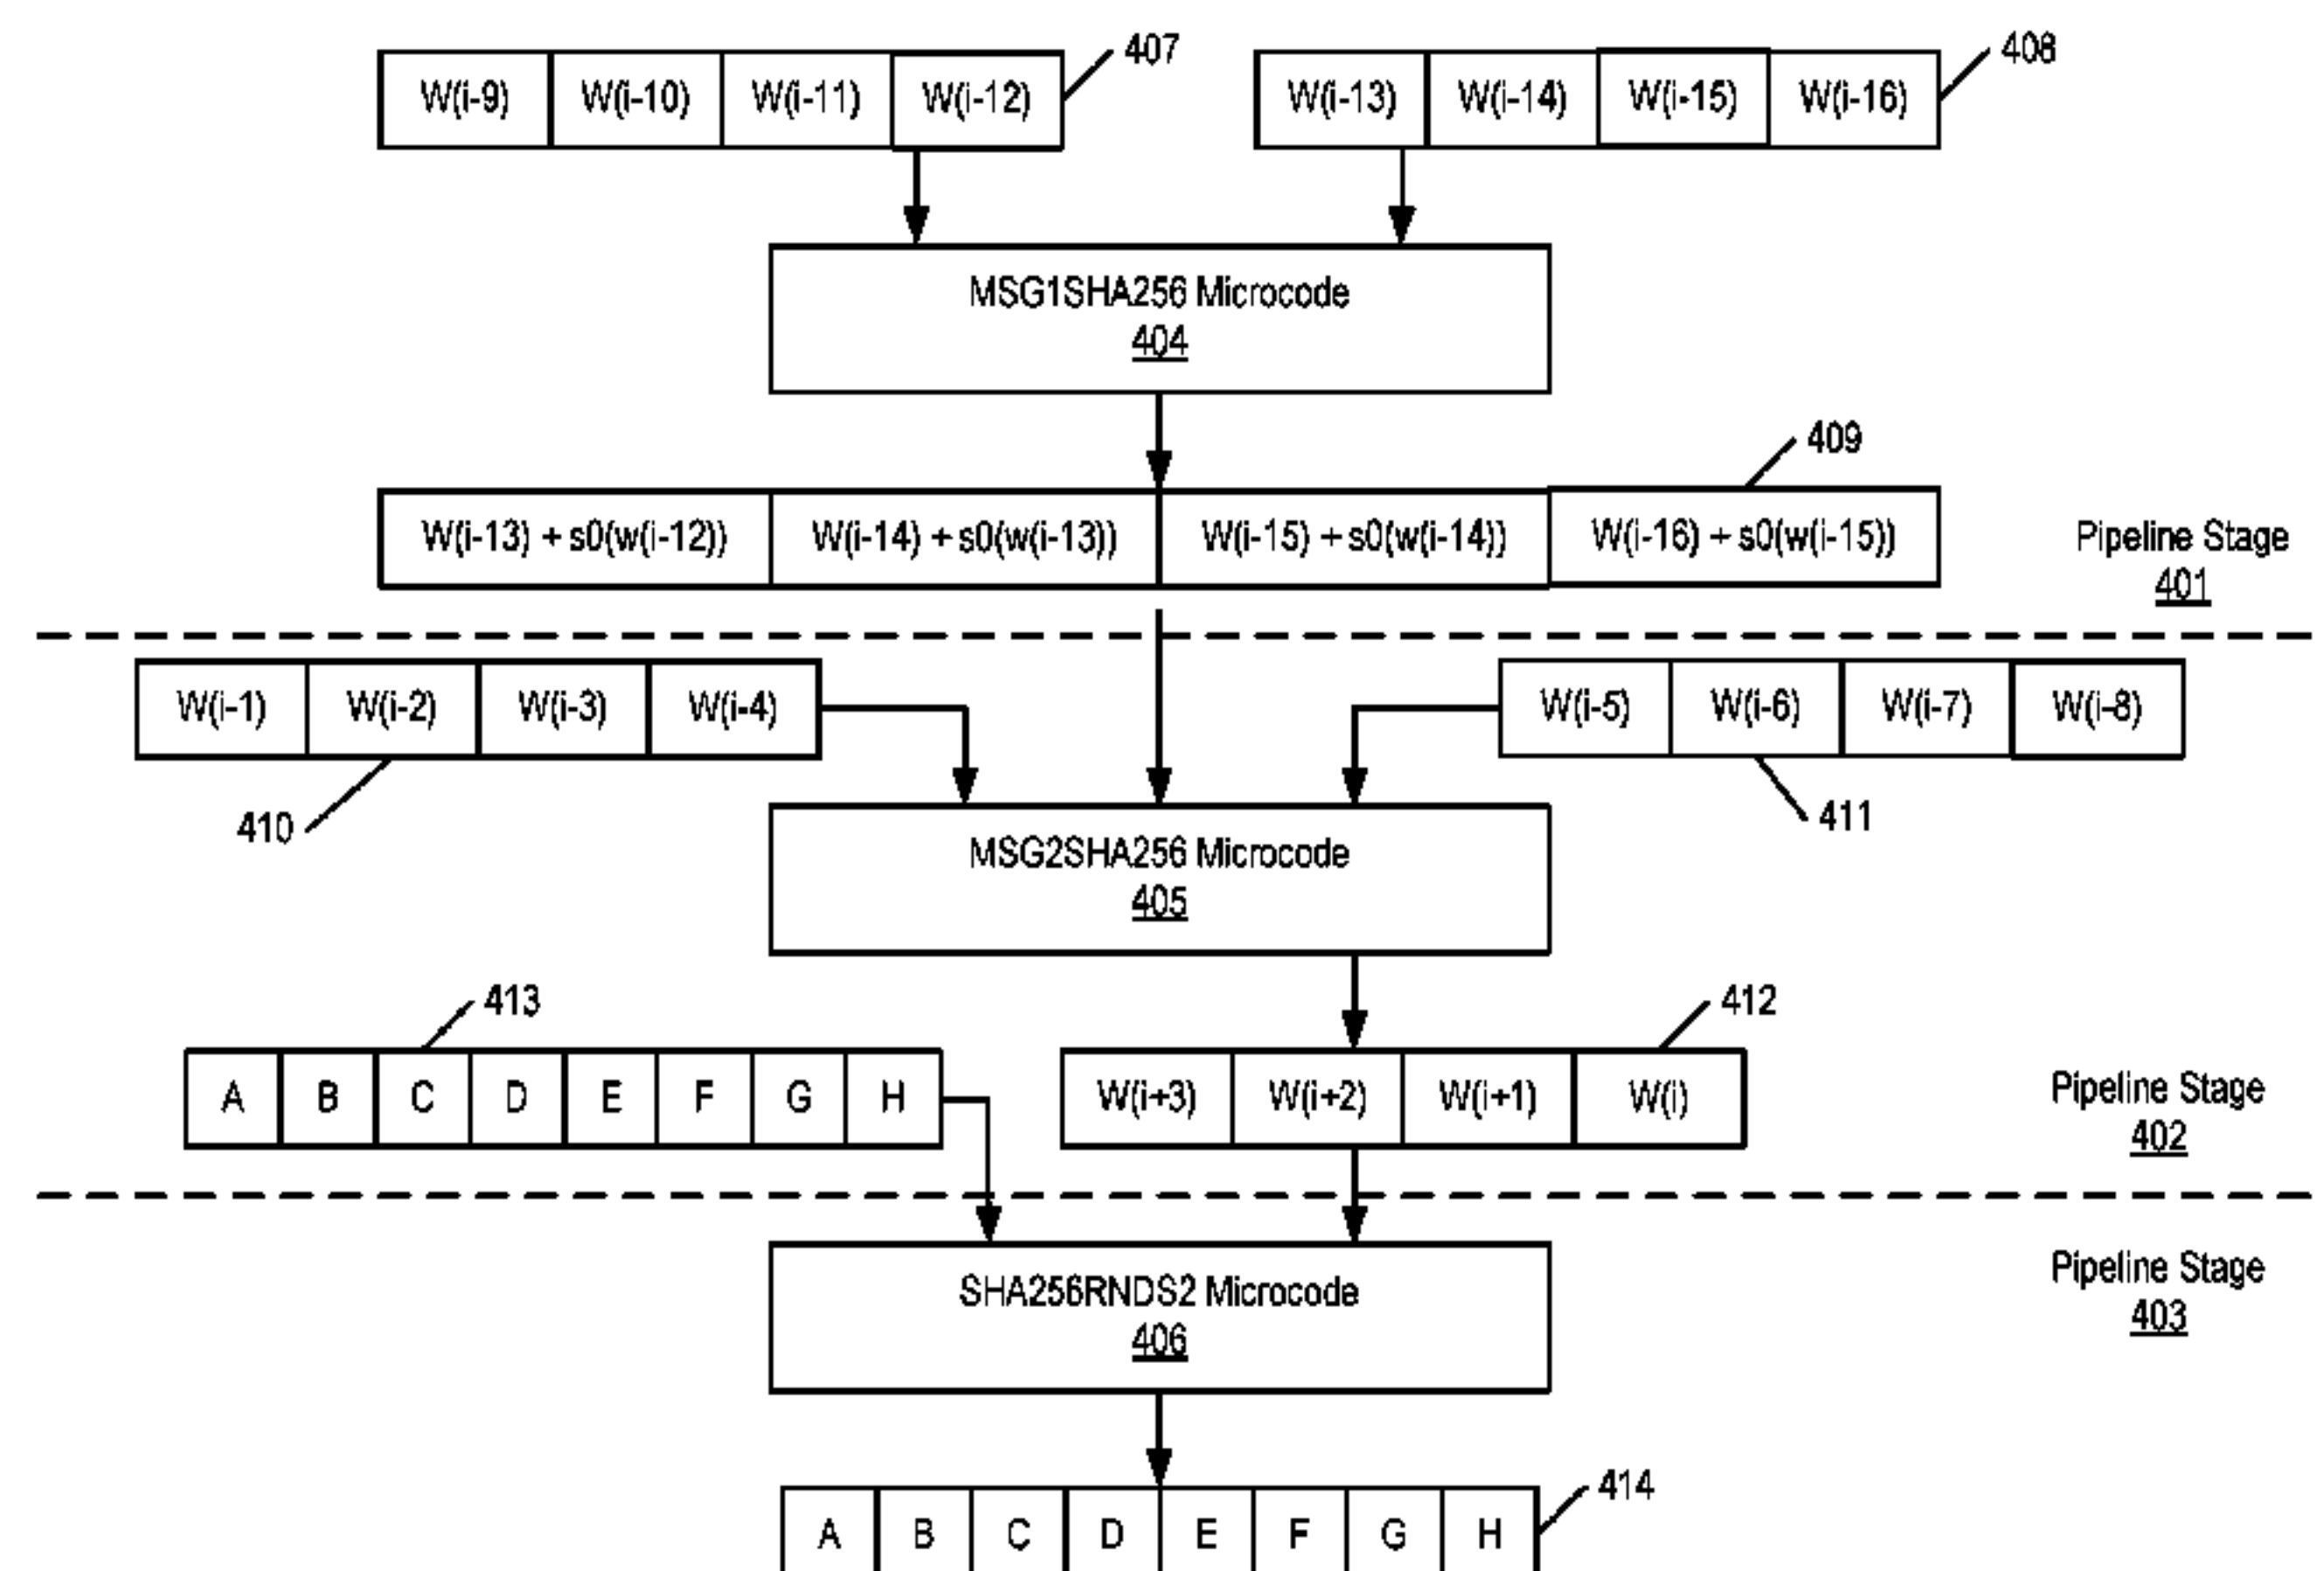 407
408
W(i-9) W(i-10) W(i-11) W(i-12) W(i-13) W(i-14) W(i-15) W(i-16)
MSG1SHA256 Microcode
404
409
W(i-13) + s0(w(i-12)) W(i-14) + s0(w(i-13)) W(i-15) + s0(w(i-14)) W(i-16) + s0(w(i-15))
Pipeline Stage
401
W(i-1) W(i-2) W(i-3) W(i-4) W(i-5) W(i-6) W(i-7) W(i-8)
410
411
MSG2SHA256 Microcode
405
413
412
A B C D E F G H W(i+3) W(i+2) W(i+1) W(i)
Pipeline Stage
402
SHA256RNDS2 Microcode
406
Pipeline Stage
403
414
A B C D E F G H